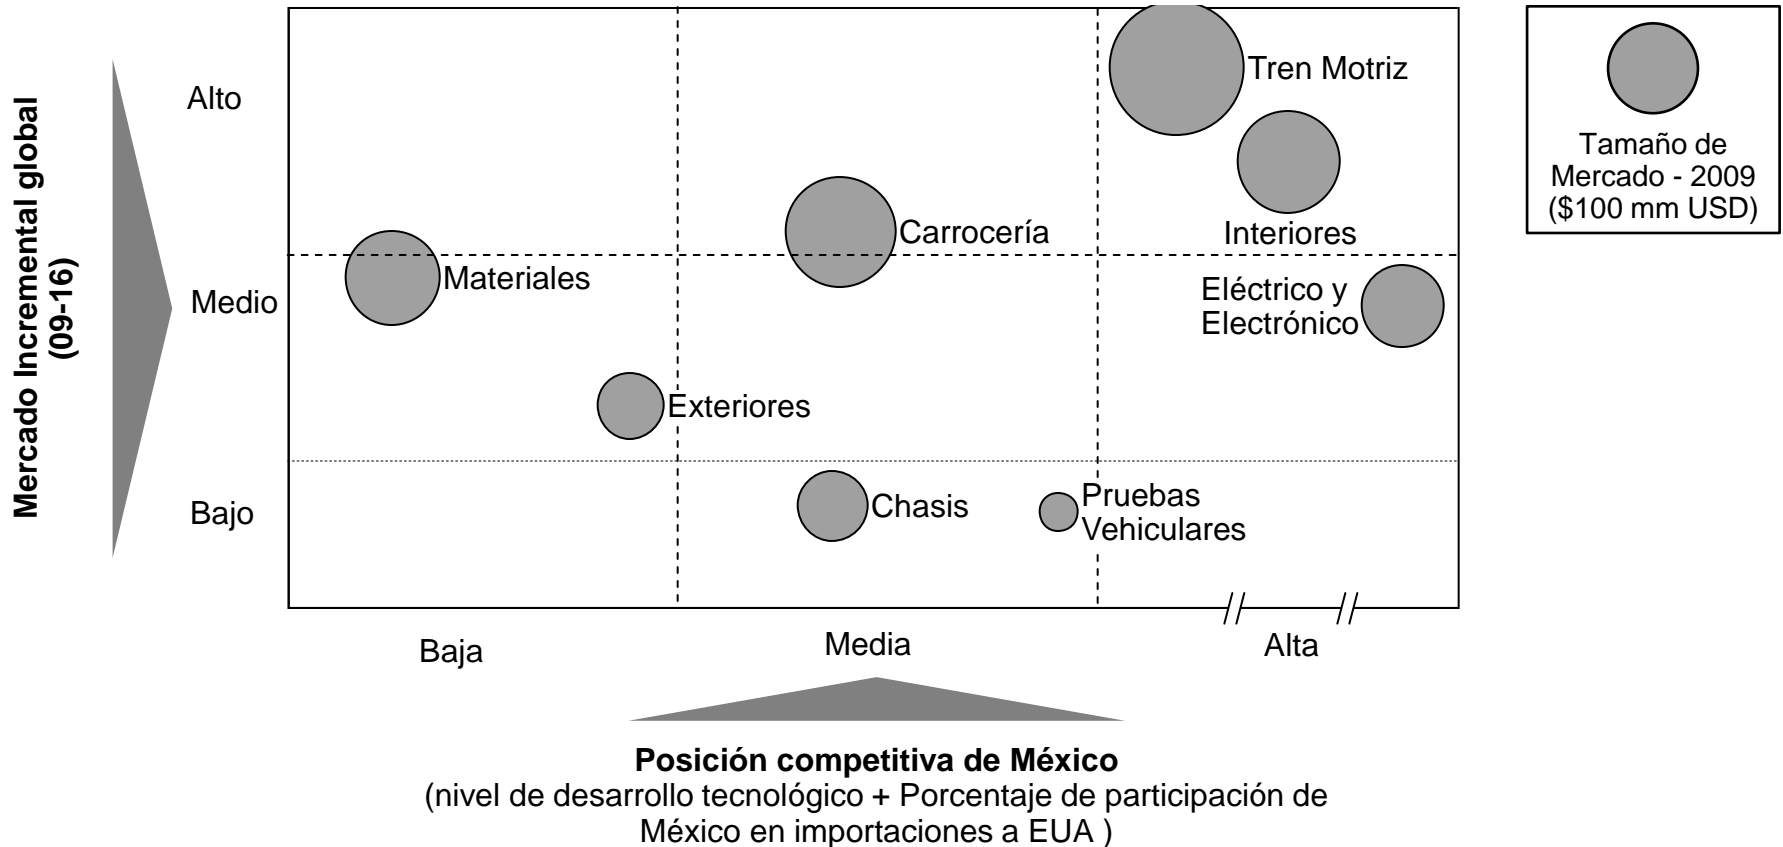 Mercado Incremental global
(09-16)
Alto
Medio
Bajo
Tren Motriz
Interiores
Carrocería
Materiales
Eléctrico y
Electrónico
Exteriores
Chasis
Pruebas
Vehiculares
Tamaño de
Mercado - 2009
($100 mm USD)
Baja
Media
Alta
Posición competitiva de México
(nivel de desarrollo tecnológico + Porcentaje de participación de
México en importaciones a EUA )